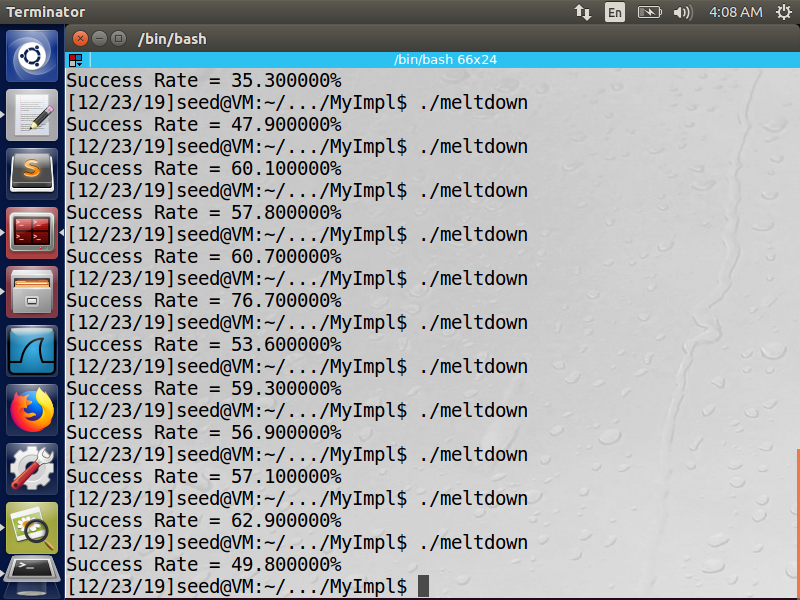 Terminator
En
4:08 AM
/bin/bash
/bin/bash 66x24
Success Rate = 35.300000%
[12/23/19]seed@VM:~/.../MyImpl$ ./meltdown
Success Rate = 47.900000%
[12/23/19]seed@VM:~/.../MyImpl$ ./meltdown
Success Rate = 60.100000%
[12/23/19]seed@VM:~/.../MyImpl$ ./meltdown
Success Rate = 57.800000%
[12/23/19]seed@VM:~/.../MyImpl$ ./meltdown
Success Rate = 60.700000%
[12/23/19]seed@VM:~/.../MyImpl$ ./meltdown
Success Rate = 76.700000%
[12/23/19]seed@VM:~/.../MyImpl$ ./meltdown
Success Rate = 53.600000%
[12/23/19]seed@VM:~/.../MyImpl$ ./meltdown
Success Rate = 59.300000%
[12/23/19]seed@VM:~/.../MyImpl$ ./meltdown
Success Rate = 56.900000%
[12/23/19]seed@VM:~/.../MyImpl$ ./meltdown
Success Rate = 57.100000%
[12/23/19]seed@VM:~/.../MyImpl$ ./meltdown
Success Rate = 62.900000%
[12/23/19]seed@VM:~/.../MyImpl$ ./meltdown
Success Rate = 49.800000%
[12/23/19]seed@VM:~/.../MyImpl$